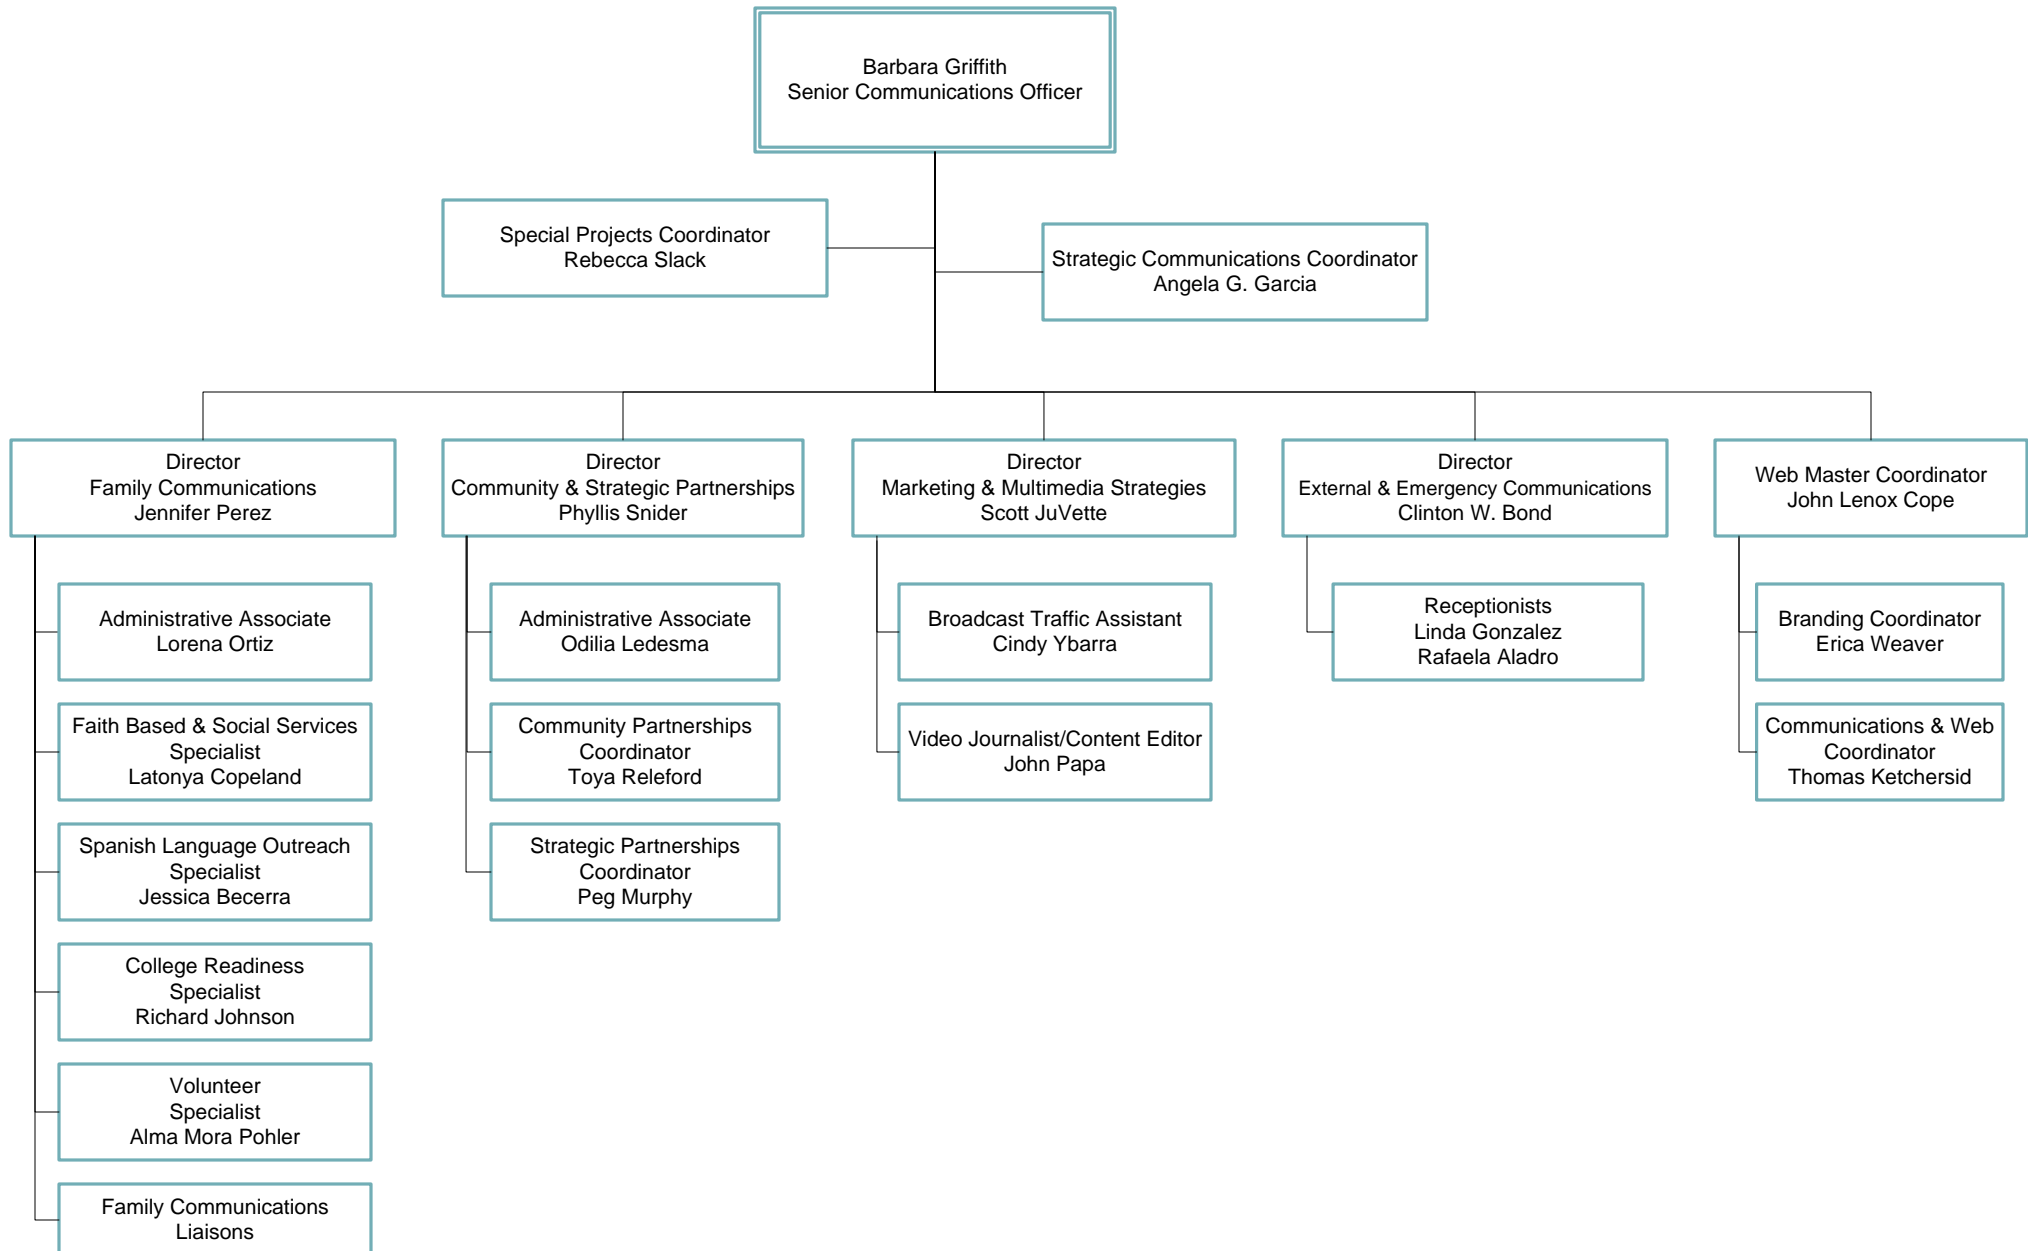 Barbara Griffith
Senior Communications Officer
Special Projects Coordinator
Rebecca Slack
Strategic Communications Coordinator
Angela G. Garcia
Director
Family Communications
Jennifer Perez
Director
Community & Strategic Partnerships
Phyllis Snider
Director
Marketing & Multimedia Strategies
Scott JuVette
Director
External & Emergency Communications
Clinton W. Bond
Web Master Coordinator
John Lenox Cope
Administrative Associate
Lorena Ortiz
Faith Based & Social Services
Specialist
Latonya Copeland
Spanish Language Outreach
Specialist
Jessica Becerra
College Readiness
Specialist
Richard Johnson
Volunteer
Specialist
Alma Mora Pohler
Family Communications
Liaisons
Administrative Associate
Odilia Ledesma
Community Partnerships
Coordinator
Toya Releford
Strategic Partnerships
Coordinator
Peg Murphy
Broadcast Traffic Assistant
Cindy Ybarra
Video Journalist/Content Editor
John Papa
Receptionists
Linda Gonzalez
Rafaela Aladro
Branding Coordinator
Erica Weaver
Communications & Web
Coordinator
Thomas Ketchersid